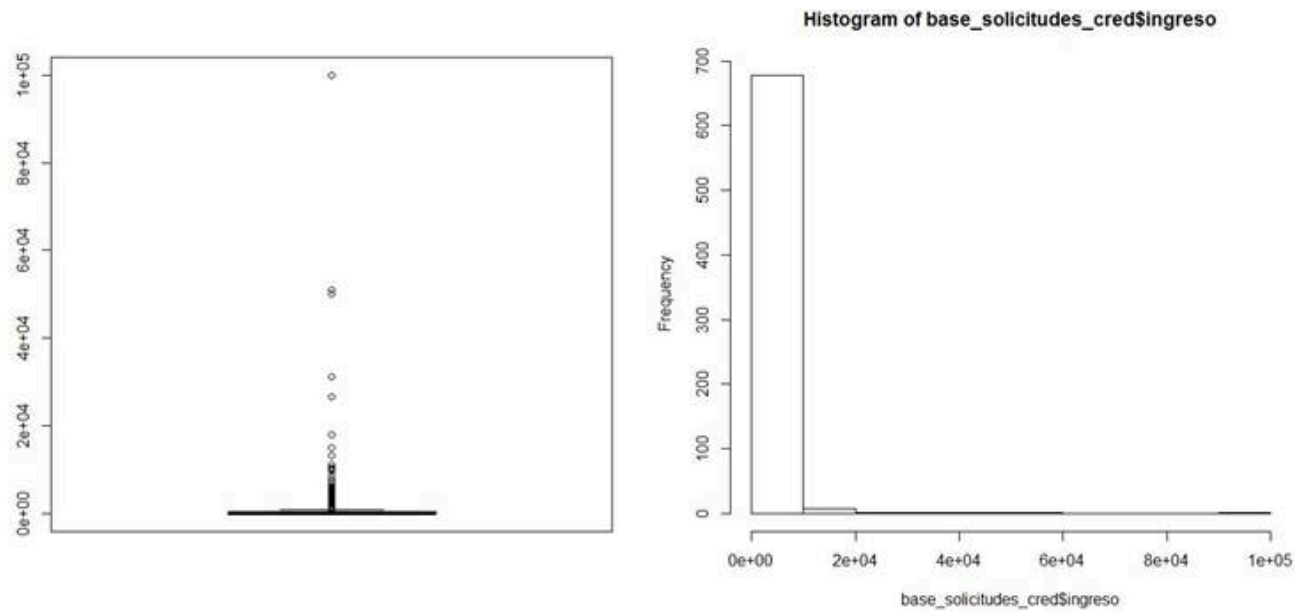 1e+05
8e+04
6e+04
4e+04
2e+04
0e+00
Histogram of base_solicitudes_cred$ingreso
Frequency
700
600
500
400
300
200
100
0
0e+00 2e+04 4e+04 6e+04 8e+04 1e+05
base_solicitudes_cred$ingreso